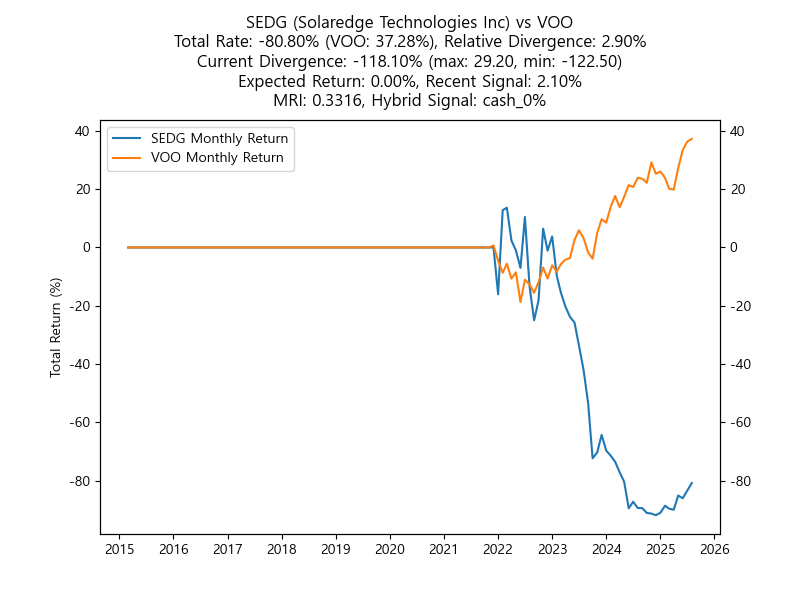 SEDG (Solaredge Technologies Inc) vs VOO
Total Rate: -80.80% (VOO: 37.28%), Relative Divergence: 2.90%
Current Divergence: -118.10% (max: 29.20, min: -122.50)
Expected Return: 0.00%, Recent Signal: 2.10%
MRI: 0.3316, Hybrid Signal: cash_0%
SEDG Monthly Return
VOO Monthly Return
Total Return (%)
40
20
0
-20
-40
-60
-80
40
20
0
-20
-40
-60
-80
2015 2016 2017 2018 2019 2020 2021 2022 2023 2024 2025 2026